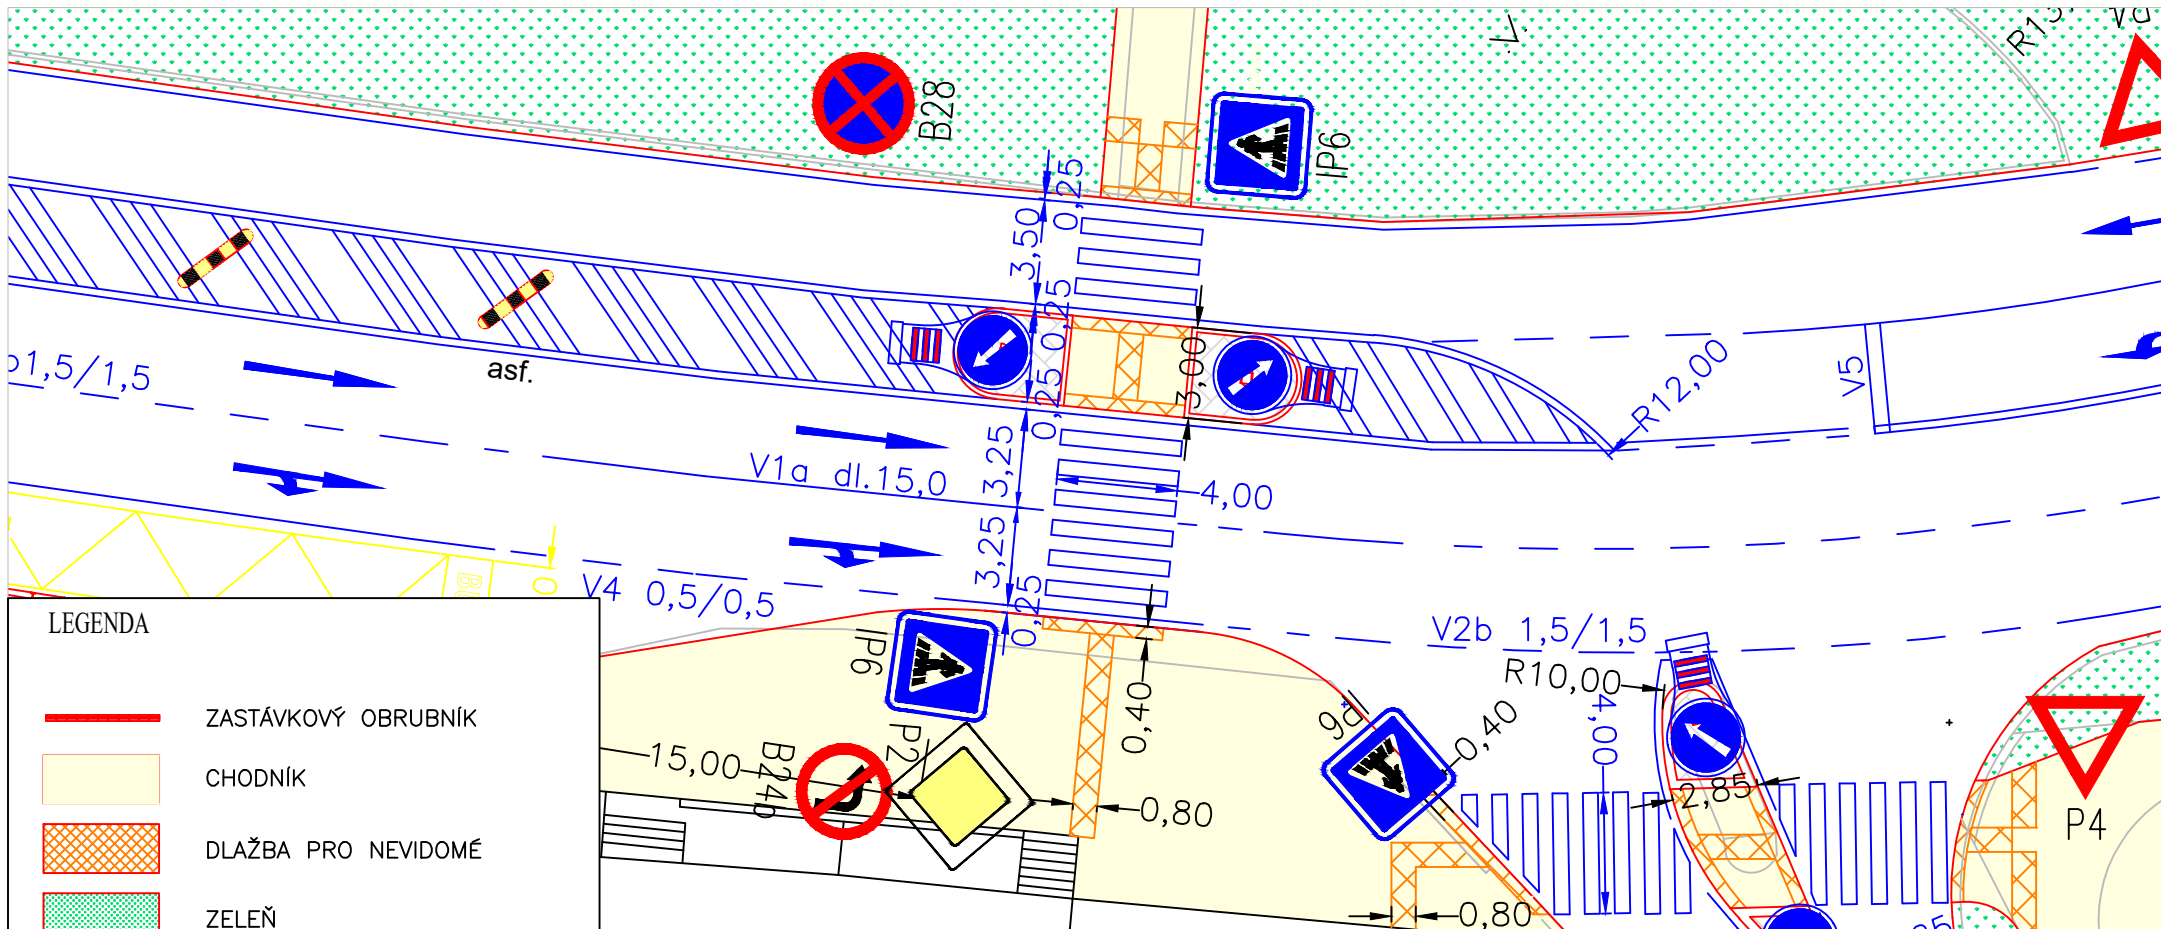 B28
IP6
R13,
0,25
3,50
0,25
0,25
3,00
R12,00
V5
b1,5/1,5
asf.
V1a dl.15,0
3,25
4,00
3,25
V4 0,5/0,5
0,25
0
V2b 1,5/1,5
R10,00
4,00
IP6
IP6
P2
B24b
15,00
0,40
0,40
0,80
0,80
2,85
P4
LEGENDA
ZASTÁVKOVÝ OBRUBNÍK
CHODNÍK
DLAŽBA PRO NEVIDOMÉ
ZELEŇ